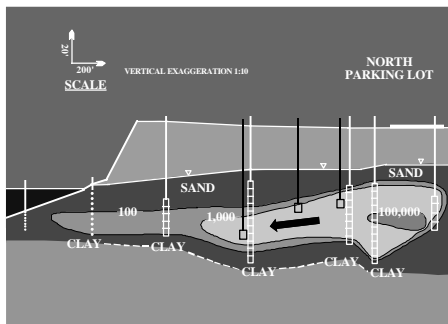 20'
200'
SCALE
VERTICAL EXAGGERATION 1:10
NORTH
PARKING LOT
SAND
SAND
100
1,000
100,000
CLAY
CLAY
CLAY
CLAY